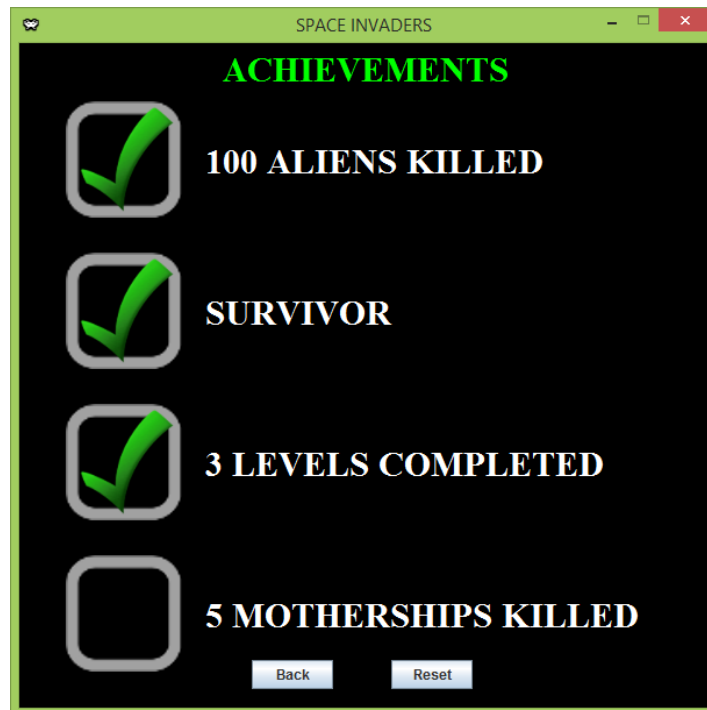 SPACE INVADERS
ACHIEVEMENTS
100 ALIENS KILLED
SURVIVOR
3 LEVELS COMPLETED
5 MOTHERSHIPS KILLED
Back Reset